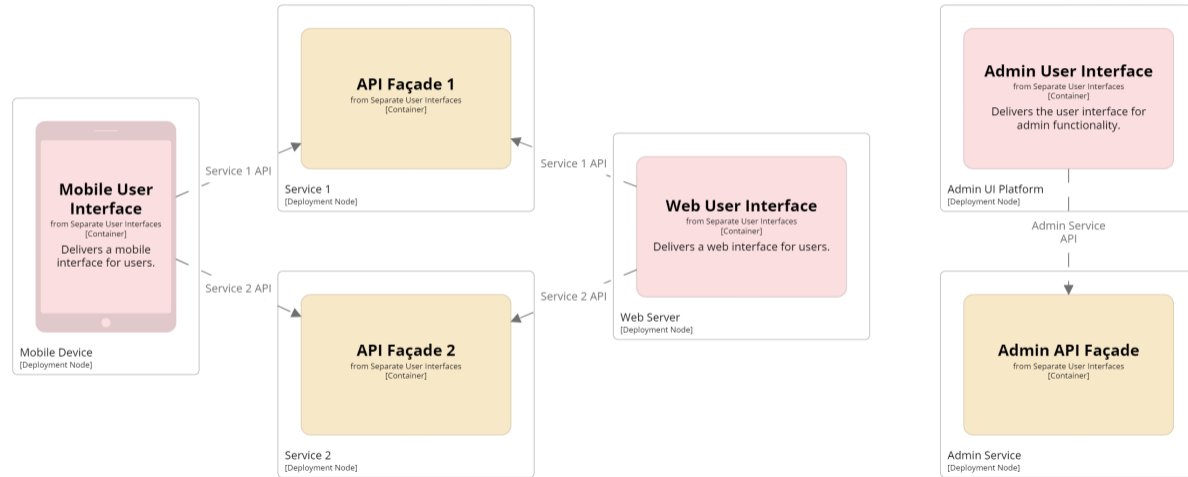 API Façade 1
from Separate User Interfaces
[Container]
Service 1
[Deployment Node]
Admin User Interface
from Separate User Interfaces
[Container]
Delivers the user interface for
admin functionality.
Admin UI Platform
[Deployment Node]
Mobile User
Interface
from Separate User Interfaces
[Container]
Delivers a mobile
interface for users.
Mobile Device
[Deployment Node]
Service 1 API
Service 2 API
Service 1 API
Service 2 API
Web User Interface
from Separate User Interfaces
[Container]
Delivers a web interface for users.
Web Server
[Deployment Node]
Admin Service
API
API Façade 2
from Separate User Interfaces
[Container]
Service 2
[Deployment Node]
Admin API Façade
from Separate User Interfaces
[Container]
Admin Service
[Deployment Node]